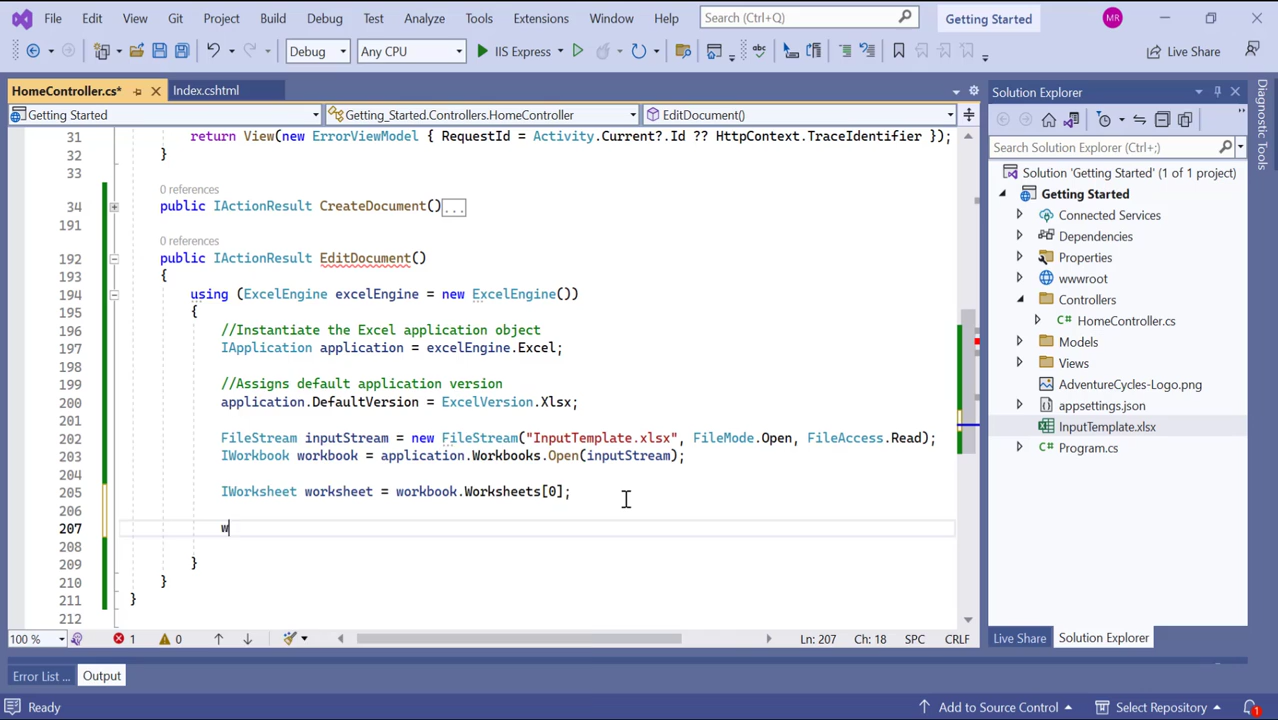 File Edit View Git Project Build Debug Test Analyze Tools Extensions Window Help Search (Ctrl+Q) Getting Started MR
Debug Any CPU IIS Express Live Share
HomeController.cs* Index.cshtml
Getting Started Getting_Started.Controllers.HomeController EditDocument()
31 return View(new ErrorViewModel { RequestId = Activity.Current?.Id ?? HttpContext.TraceIdentifier });
32 }
33
0 references
34 public IActionResult CreateDocument()...
191
0 references
192 public IActionResult EditDocument()
193 {
194 using (ExcelEngine excelEngine = new ExcelEngine())
195 {
196 //Instantiate the Excel application object
197 IApplication application = excelEngine.Excel;
198
199 //Assigns default application version
200 application.DefaultVersion = ExcelVersion.Xlsx;
201
202 FileStream inputStream = new FileStream("InputTemplate.xlsx", FileMode.Open, FileAccess.Read);
203 IWorkbook workbook = application.Workbooks.Open(inputStream);
204
205 IWorksheet worksheet = workbook.Worksheets[0];
206
207 w
208
209 }
210 }
211 }
212
100 % 1 0 Ln: 207 Ch: 18 SPC CRLF
Error List ... Output
Solution Explorer
Search Solution Explorer (Ctrl+;)
Solution 'Getting Started' (1 of 1 project)
Getting Started
Connected Services
Dependencies
Properties
wwwroot
Controllers
C# HomeController.cs
Models
Views
AdventureCycles-Logo.png
appsettings.json
InputTemplate.xlsx
C# Program.cs
Live Share Solution Explorer
Diagnostic Tools
Ready Add to Source Control Select Repository 1